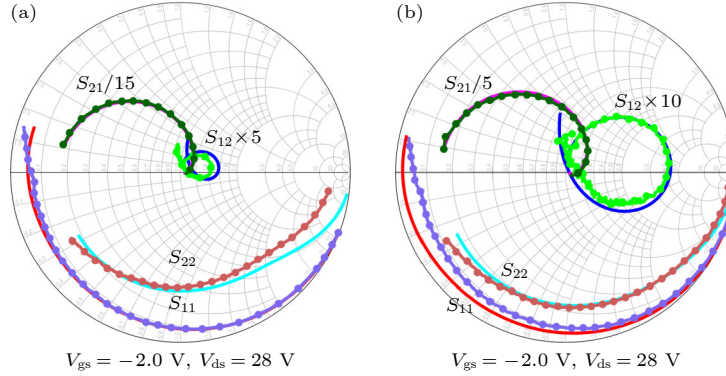 (a)
S21/15
S12×5
S22
S11
Vgs = −2.0 V, Vds = 28 V
(b)
S21/5
S12×10
S22
S11
Vgs = −2.0 V, Vds = 28 V